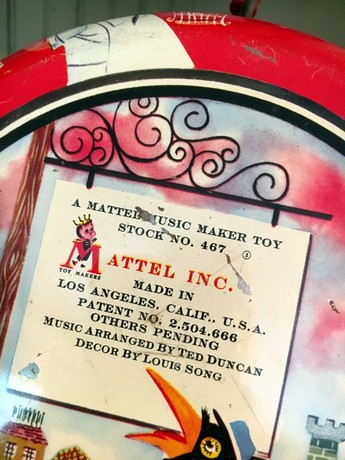 A MATTEL MUSIC MAKER TOY
STOCK NO. 467
MATTEL INC.
TOY MAKERS
MADE IN
LOS ANGELES, CALIF., U.S.A.
PATENT NO. 2.504.666
OTHERS PENDING
MUSIC ARRANGED BY TED DUNCAN
DECOR BY LOUIS SONG